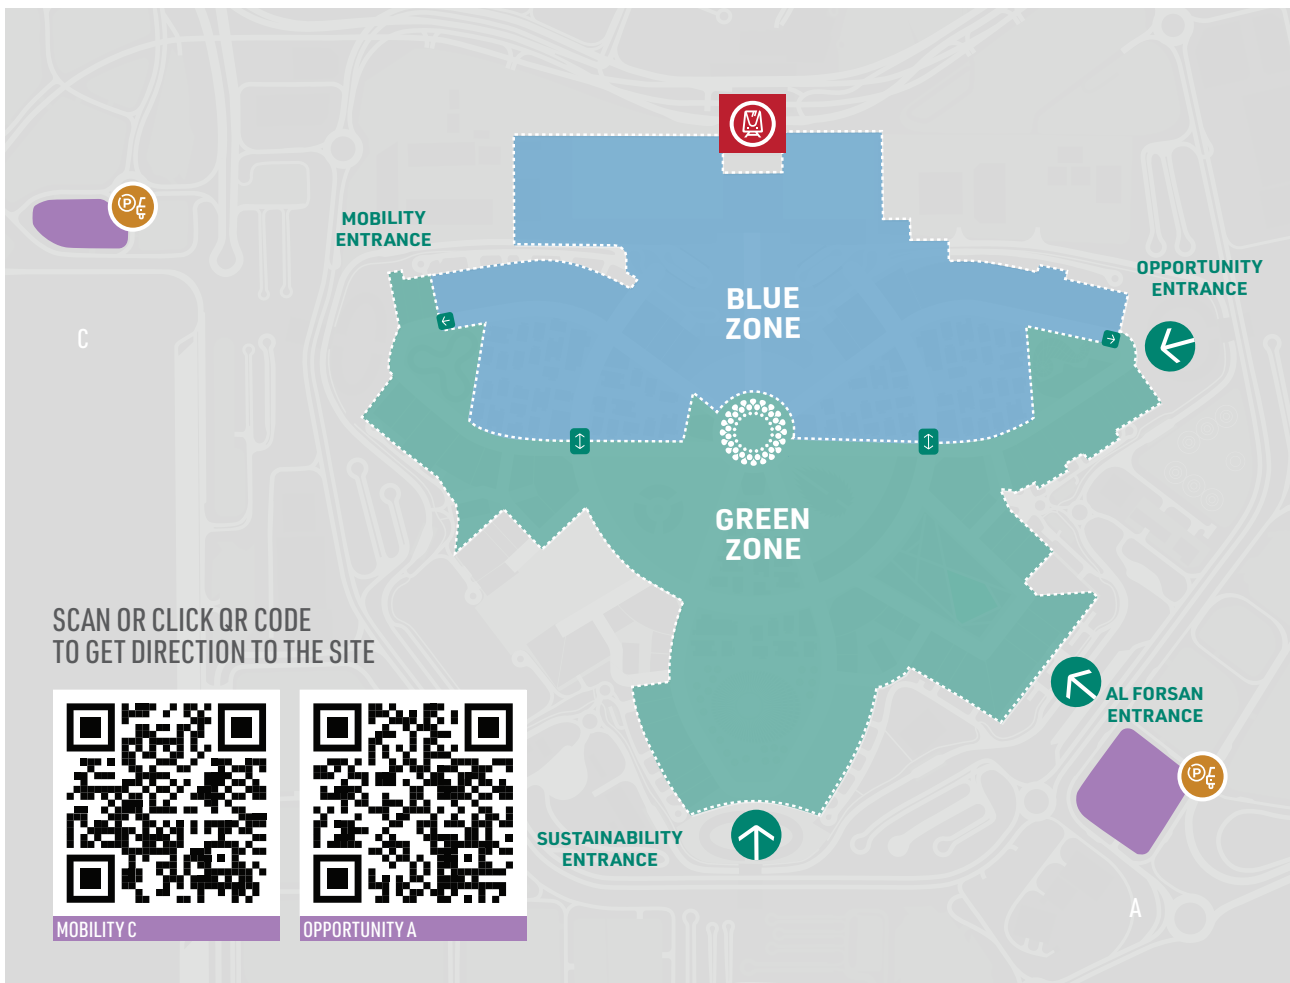 MOBILITY
ENTRANCE
OPPORTUNITY
ENTRANCE
BLUE
ZONE
C
GREEN
ZONE
SCAN OR CLICK QR CODE
TO GET DIRECTION TO THE SITE
AL FORSAN
ENTRANCE
SUSTAINABILITY
ENTRANCE
A
MOBILITY C
OPPORTUNITY A
P
P